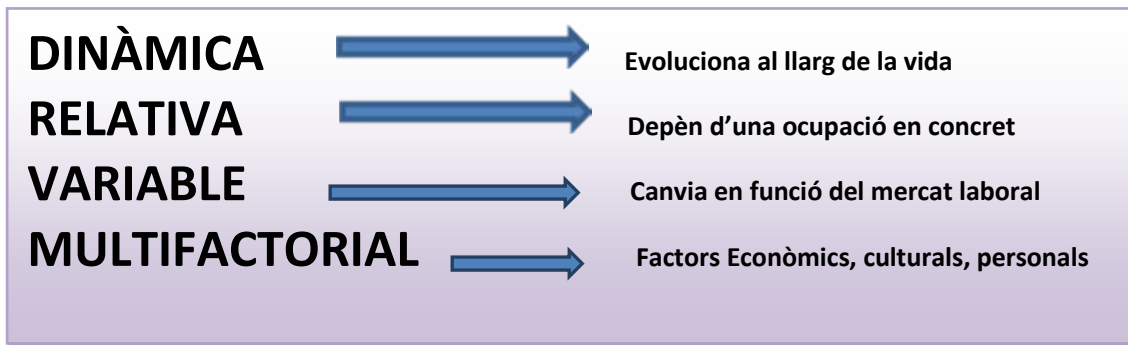 DINÀMICA Evoluciona al llarg de la vida
RELATIVA Depèn d'una ocupació en concret
VARIABLE Canvia en funció del mercat laboral
MULTIFACTORIAL Factors Econòmics, culturals, personals